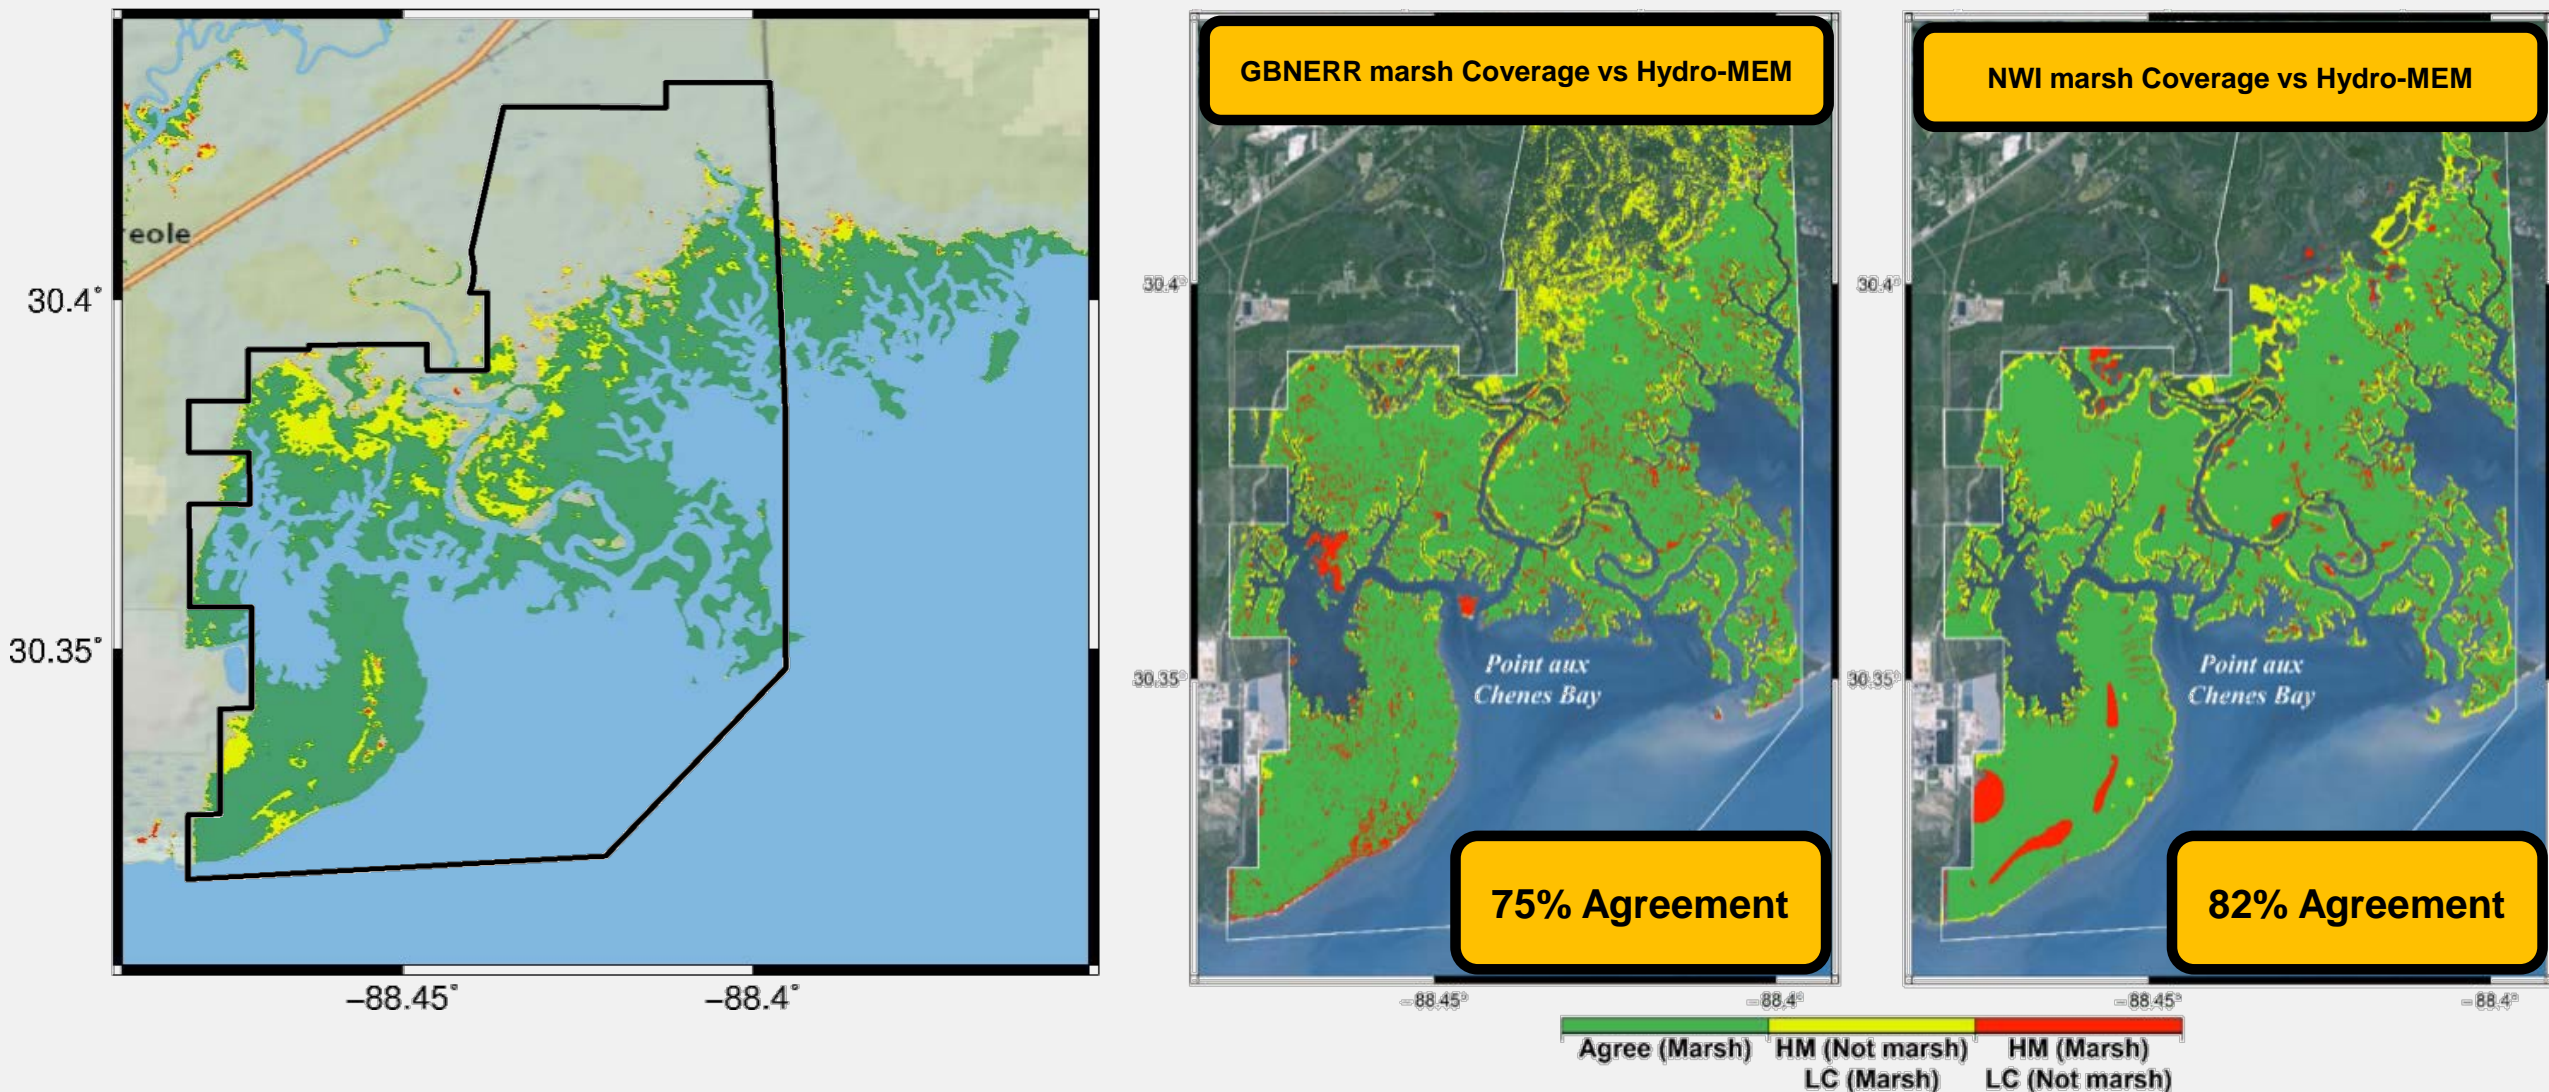 GBNERR marsh Coverage vs Hydro-MEM
NWI marsh Coverage vs Hydro-MEM
eole
30.4°
30.35°
−88.45°
−88.4°
30.4°
30.35°
−88.45°
−88.4°
Point aux
Chenes Bay
75% Agreement
30.4°
30.35°
−88.45°
−88.4°
Point aux
Chenes Bay
82% Agreement
Agree (Marsh)
HM (Not marsh)
LC (Marsh)
HM (Marsh)
LC (Not marsh)